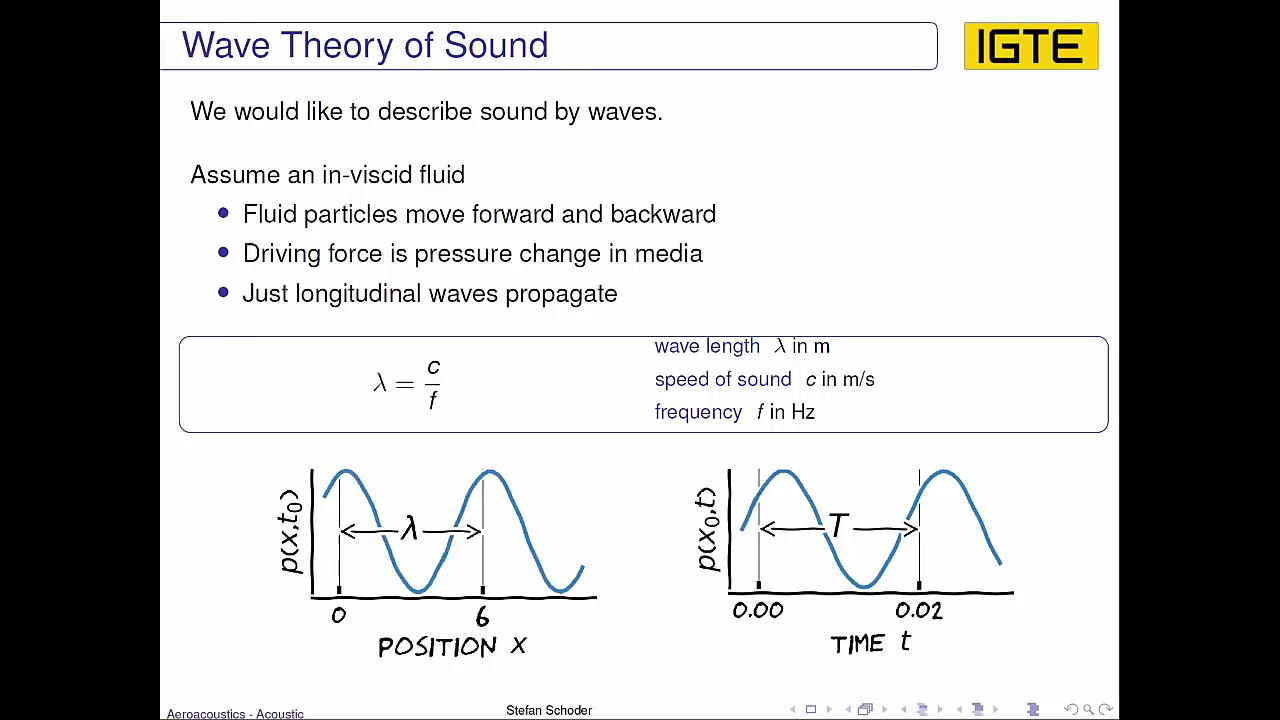 Wave Theory of Sound
IGTE
We would like to describe sound by waves.
Assume an in-viscid fluid
Fluid particles move forward and backward
Driving force is pressure change in media
Just longitudinal waves propagate
λ = c/f
wave length λ in m
speed of sound c in m/s
frequency f in Hz
p(x,t₀)
λ
0 6
POSITION x
p(x₀,t)
T
0.00 0.02
TIME t
Aeroacoustics - Acoustic
Stefan Schoder